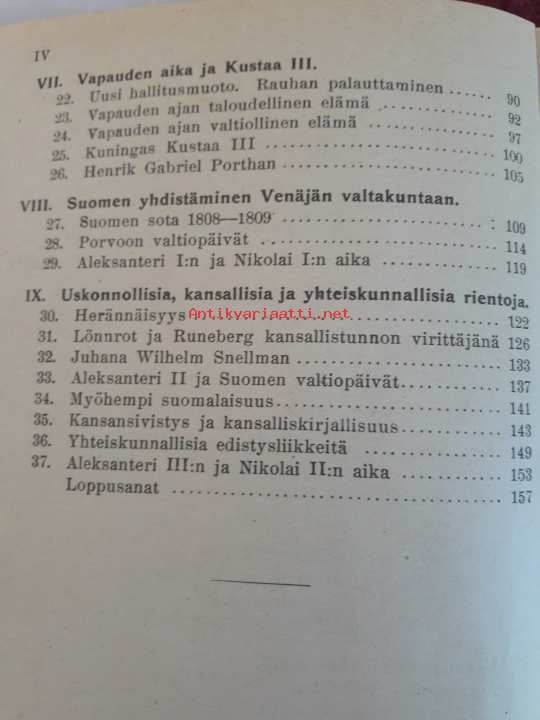 IV
VII. Vapauden aika ja Kustaa III.
22. Uusi hallitusmuoto. Rauhan palauttaminen ...... 90
23. Vapauden ajan taloudellinen elämä ............. 92
24. Vapauden ajan valtiollinen elämä .............. 97
25. Kuningas Kustaa III ........................... 100
26. Henrik Gabriel Porthan ........................ 105
VIII. Suomen yhdistäminen Venäjän valtakuntaan.
27. Suomen sota 1808—1809 ......................... : 109
28. Porvoon valtiopäivät .......................... 114
29. Aleksanteri I:n ja Nikolai I:n aika ........... 119
IX. Uskonnollisia, kansallisia ja yhteiskunnallisia rientoja.
30. Herännäisyys Antikvariaatti.net ............... 122
31. Lönnrot ja Runeberg kansallistunnon virittäjänä 126
32. Juhana Wilhelm Snellman ....................... 133
33. Aleksanteri II ja Suomen valtiopäivät.......... 137
34. Myöhempi suomalaisuus.......................... 141
35. Kansansivistys ja kansalliskirjallisuus ....... 143
36. Yhteiskunnallisia edistysliikkeitä ............ 149
37. Aleksanteri III:n ja Nikolai II:n aika ........ 153
Loppusanat ........................................ 157